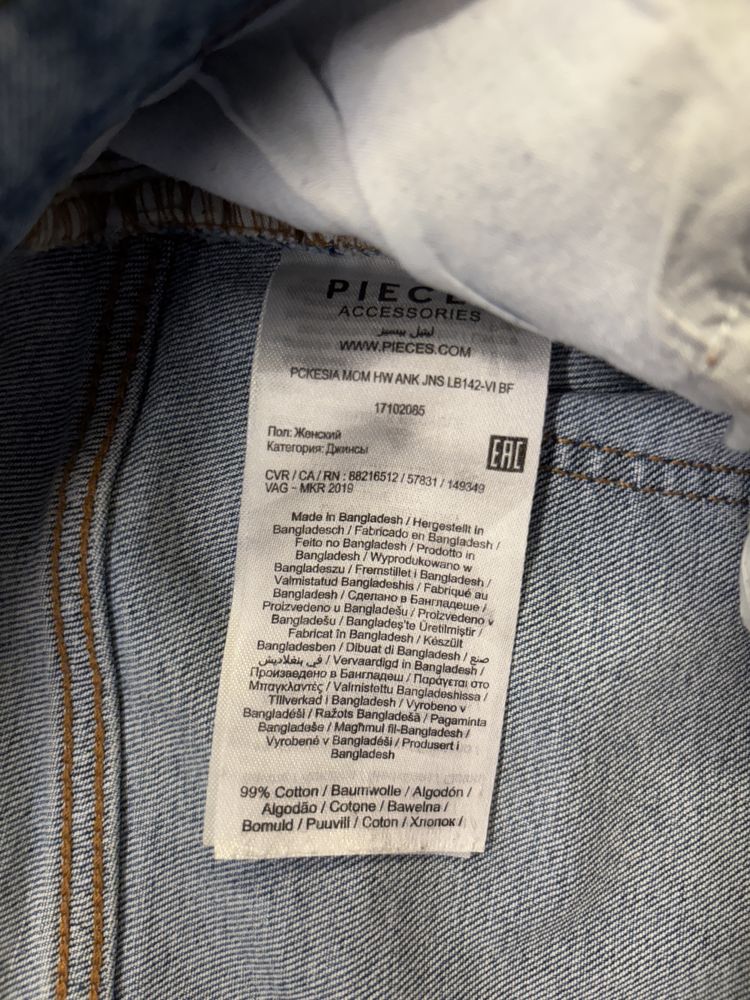 PIECES
ACCESSORIES
ليتل بيسيز
WWW.PIECES.COM
PCKESIA MOM HW ANK JNS LB142-VI BF
17102085
Пол: Женский
Категория: Джинсы
EAC
CVR / CA / RN : 88216512 / 57831 / 149349
VAG - MKR 2019
Made in Bangladesh / Hergestellt in
Bangladesch / Fabricado en Bangladesh /
Feito no Bangladesh / Prodotto in
Bangladesh / Wyprodukowano w
Bangladeszu / Fremstillet i Bangladesh /
Valmistatud Bangladeshis / Fabriqué au
Bangladesh / Сделано в Бангладеше /
Proizvedeno u Bangladešu / Proizvedeno v
Bangladešu / Bangladeş'te Üretilmiştir /
Fabricat în Bangladesh / Készült
Bangladesben / Dibuat di Bangladesh / صنع
في بنغلاديش / Vervaardigd in Bangladesh /
Произведено в Бангладеш / Παράγεται στο
Μπαγκλαντές / Valmistettu Bangladeshissa /
Tillverkad i Bangladesh / Vyrobeno v
Bangladéši / Ražots Bangladešā / Pagaminta
Bangladeše / Magħmul fil-Bangladesh /
Vyrobené v Bangladéši / Produsert i
Bangladesh
99% Cotton / Baumwolle / Algodón /
Algodão / Cotone / Bawełna /
Bomuld / Puuvill / Coton / Хлопок /